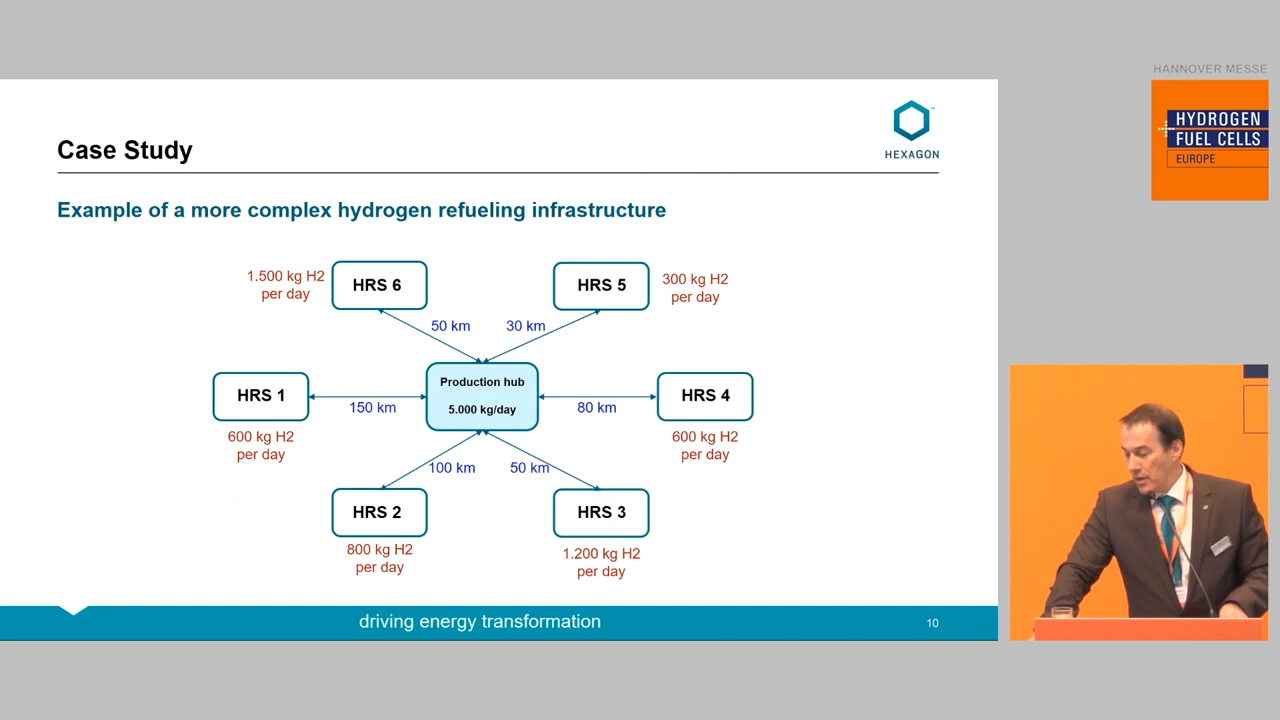 HANNOVER MESSE
HYDROGEN
FUEL CELLS
EUROPE
HEXAGON
Case Study
Example of a more complex hydrogen refueling infrastructure
1.500 kg H2
per day
HRS 6
HRS 5
300 kg H2
per day
50 km
30 km
HRS 1
600 kg H2
per day
150 km
Production hub
5.000 kg/day
80 km
HRS 4
600 kg H2
per day
100 km
50 km
HRS 2
800 kg H2
per day
HRS 3
1.200 kg H2
per day
driving energy transformation
10